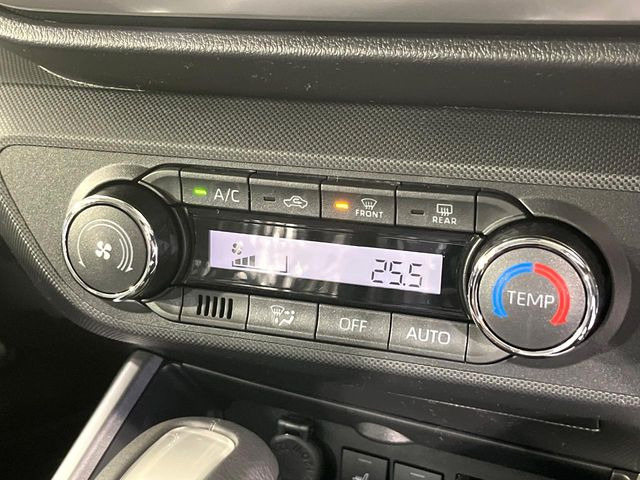 A/C
FRONT
REAR
25.5
TEMP
OFF
AUTO